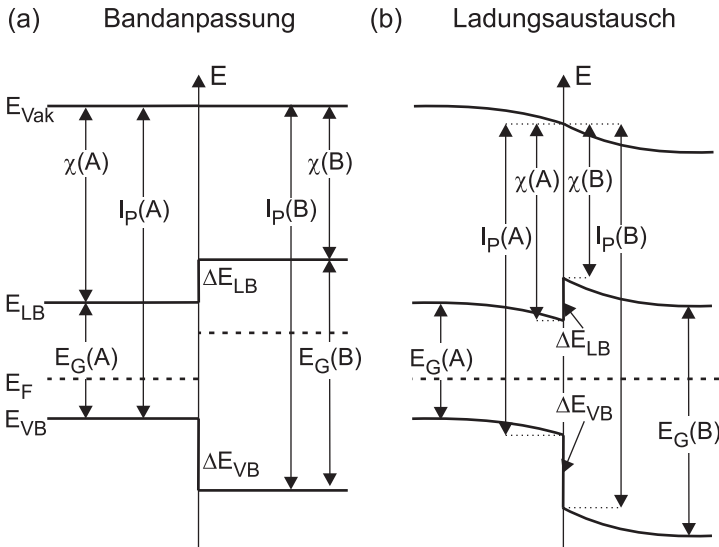 (a) Bandanpassung
E
E_Vak
χ(A)
χ(B)
I_P(A)
I_P(B)
ΔE_LB
E_LB
E_G(A)
E_G(B)
E_F
E_VB
ΔE_VB
(b) Ladungsaustausch
E
χ(A)
χ(B)
I_P(A)
I_P(B)
ΔE_LB
E_G(A)
ΔE_VB
E_G(B)